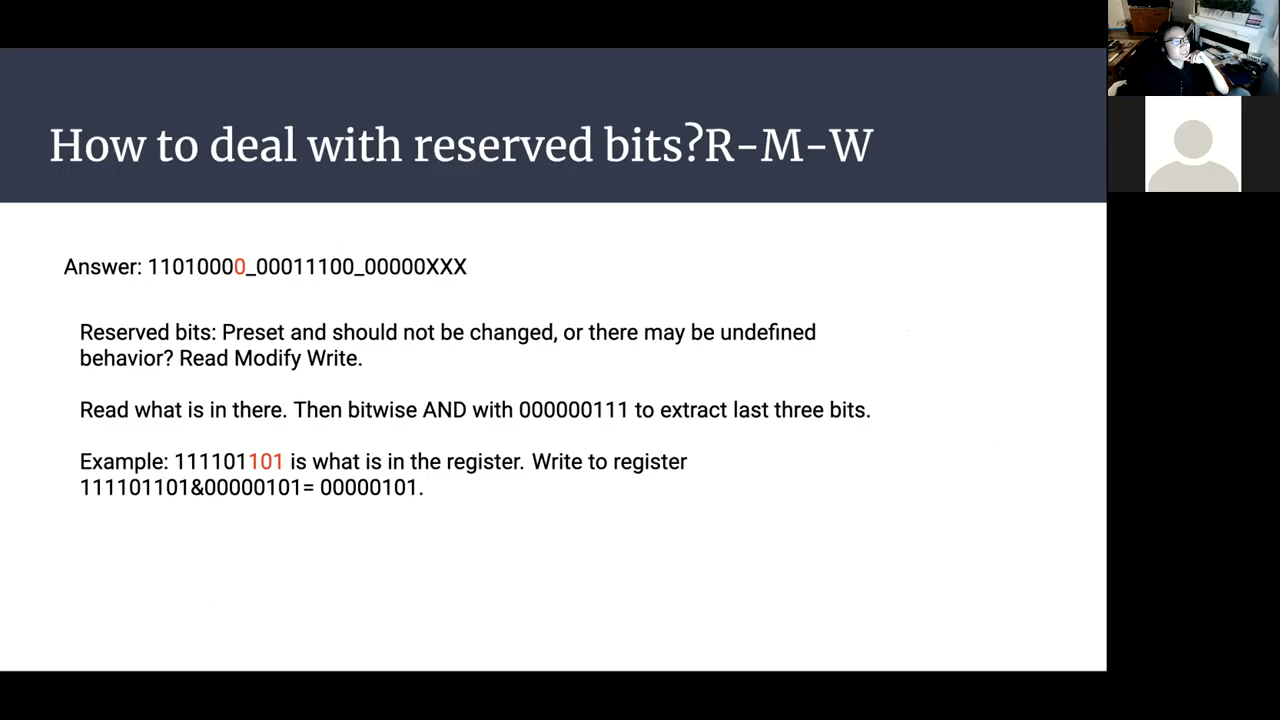 How to deal with reserved bits?R-M-W
Answer: 11010000_00011100_00000XXX
Reserved bits: Preset and should not be changed, or there may be undefined
behavior? Read Modify Write.
Read what is in there. Then bitwise AND with 000000111 to extract last three bits.
Example: 111101101 is what is in the register. Write to register
111101101&00000101= 00000101.